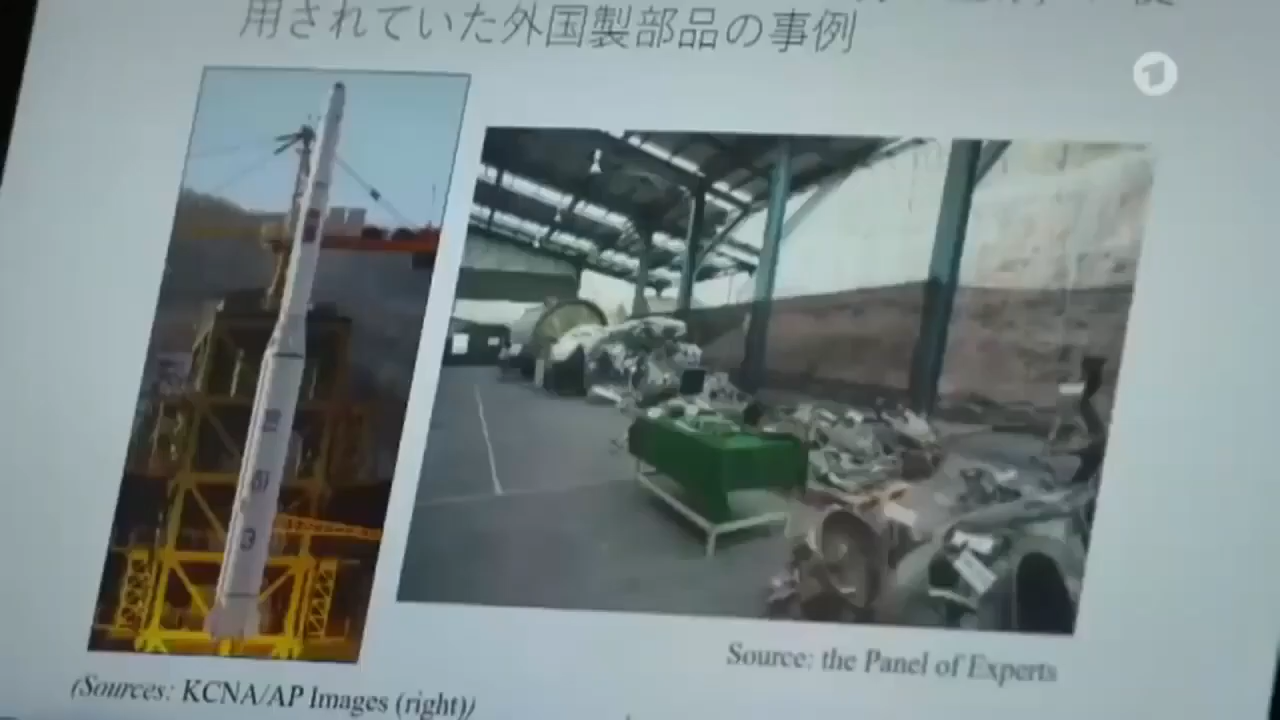 用されていた外国製部品の事例
3
(Sources: KCNA/AP Images (right))
Source: the Panel of Experts